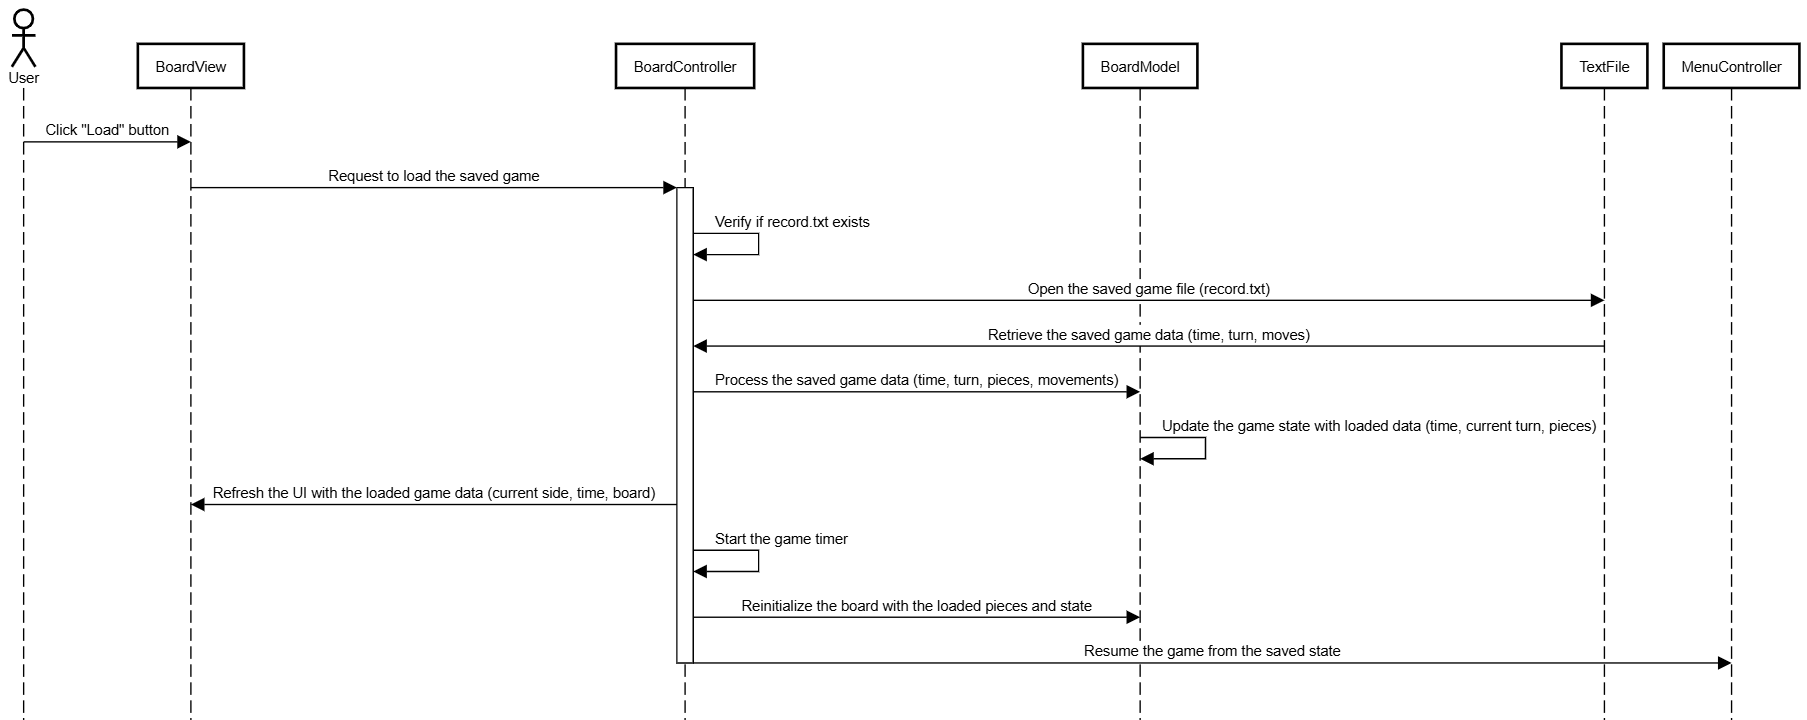 User
BoardView
BoardController
BoardModel
TextFile
MenuController
Click "Load" button
Request to load the saved game
Verify if record.txt exists
Open the saved game file (record.txt)
Retrieve the saved game data (time, turn, moves)
Process the saved game data (time, turn, pieces, movements)
Update the game state with loaded data (time, current turn, pieces)
Refresh the UI with the loaded game data (current side, time, board)
Start the game timer
Reinitialize the board with the loaded pieces and state
Resume the game from the saved state